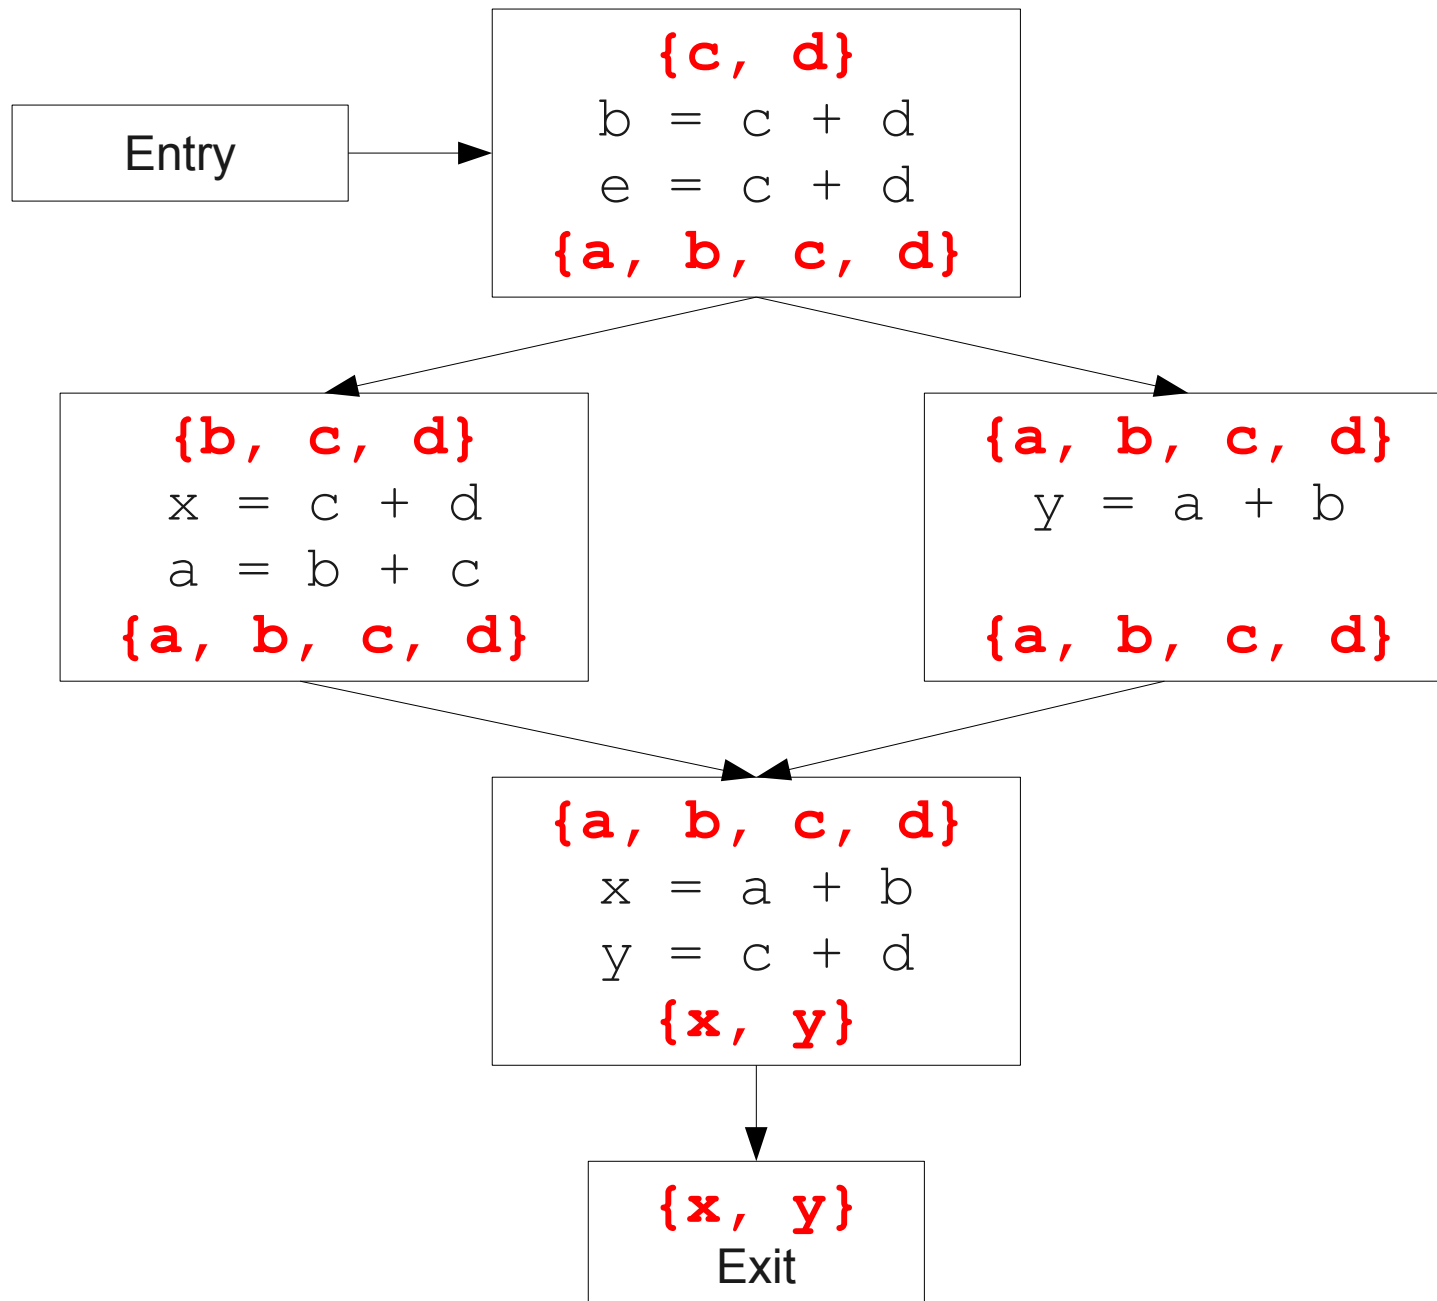 {c, d}
Entry
b = c + d
e = c + d
{a, b, c, d}
{b, c, d}
x = c + d
a = b + c
{a, b, c, d}
{a, b, c, d}
y = a + b
{a, b, c, d}
{a, b, c, d}
x = a + b
y = c + d
{x, y}
{x, y}
Exit